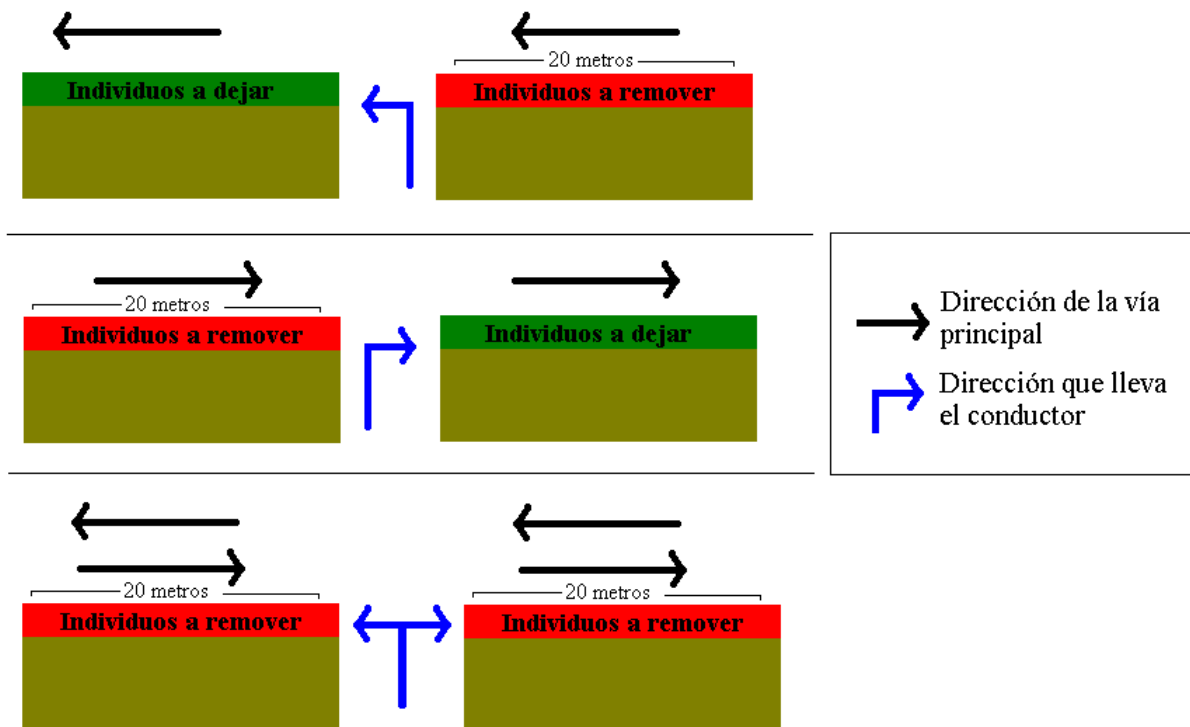 20 metros
Individuos a dejar
Individuos a remover
20 metros
Individuos a remover
Individuos a dejar
Dirección de la vía
principal
Dirección que lleva
el conductor
20 metros
20 metros
Individuos a remover
Individuos a remover